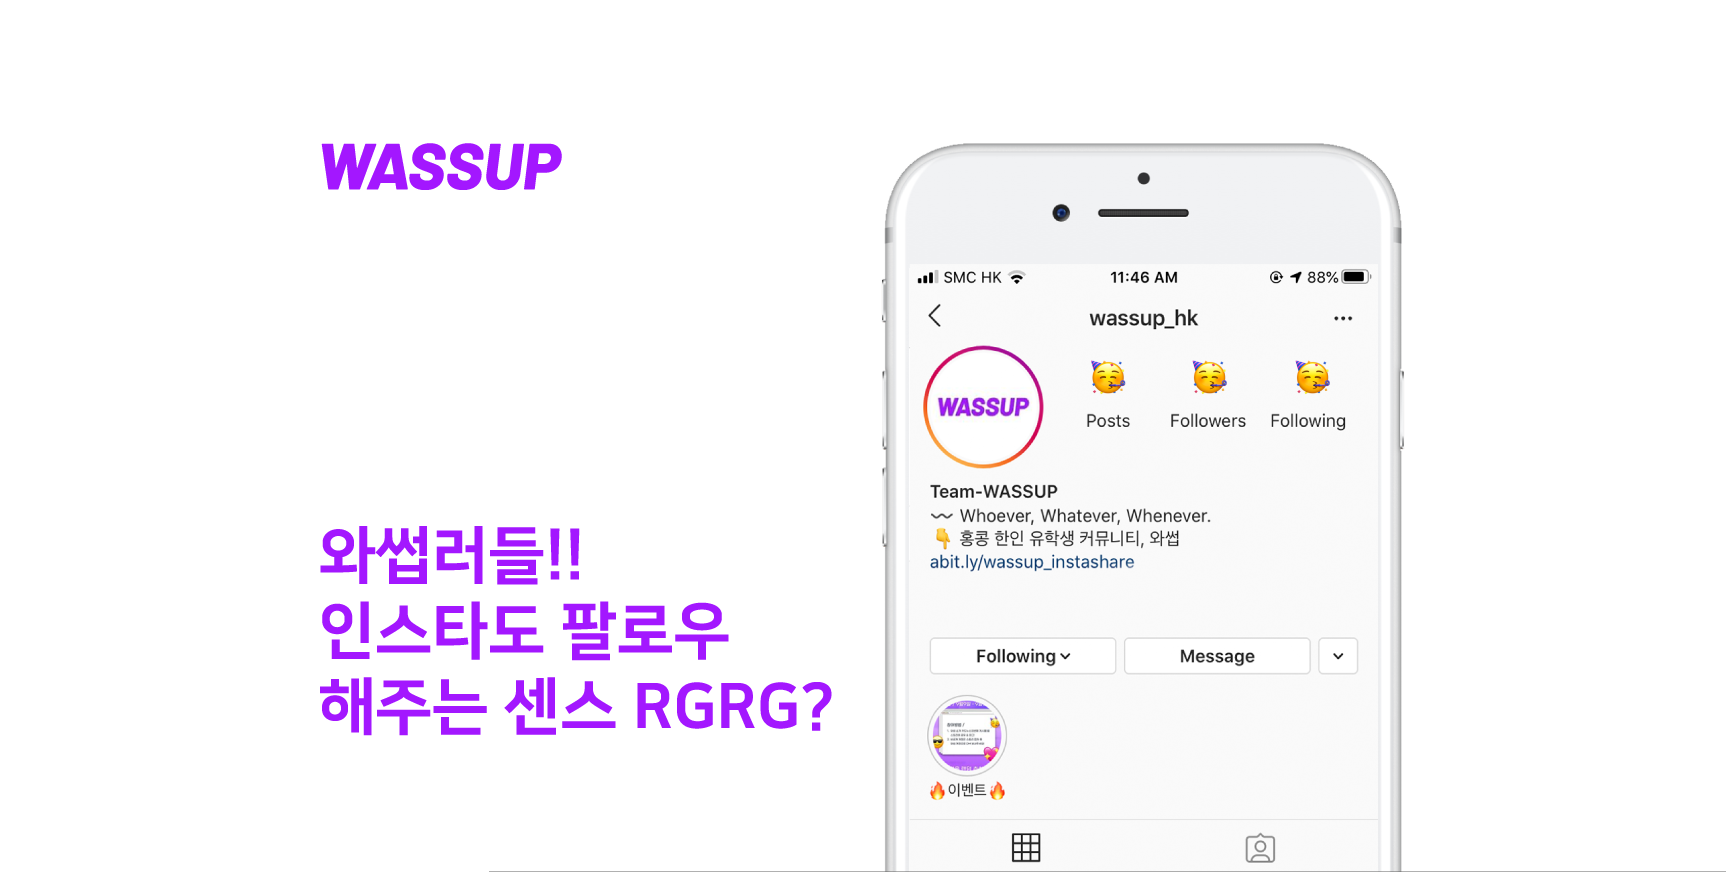 WASSUP
와썹러들!!
인스타도 팔로우
해주는 센스 RGRG?
SMC HK
11:46 AM
88%
wassup_hk
WASSUP
Posts
Followers
Following
Team-WASSUP
〰 Whoever, Whatever, Whenever.
👇 홍콩 한인 유학생 커뮤니티, 와썹
abit.ly/wassup_instashare
Following
Message
🔥이벤트🔥